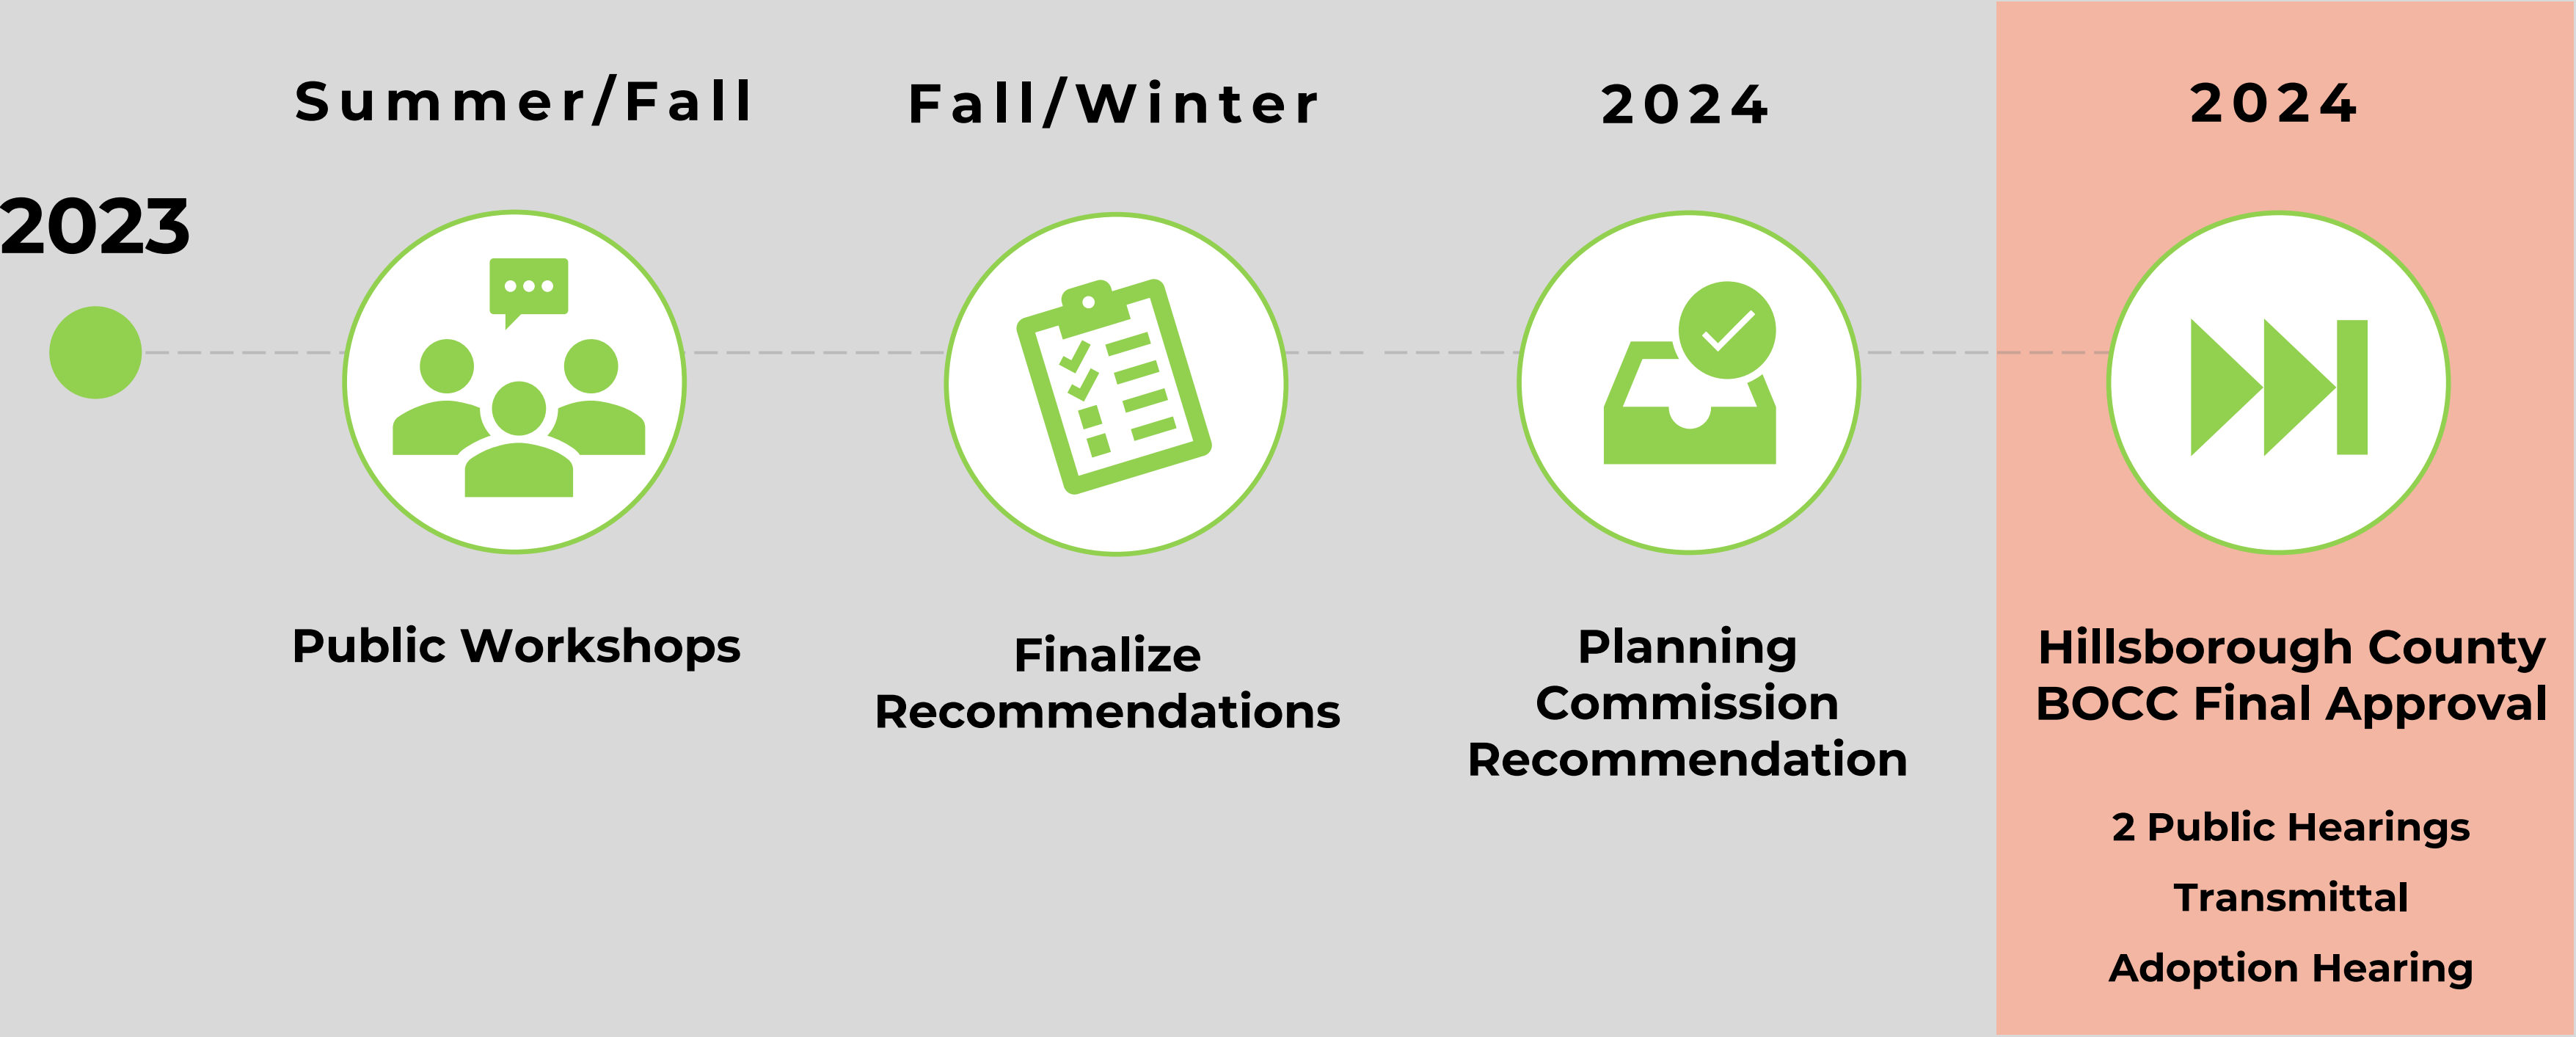 2023
Summer/Fall
Public Workshops
Fall/Winter
Finalize
Recommendations
2024
Planning
Commission
Recommendation
2024
Hillsborough County
BOCC Final Approval
2 Public Hearings
Transmittal
Adoption Hearing